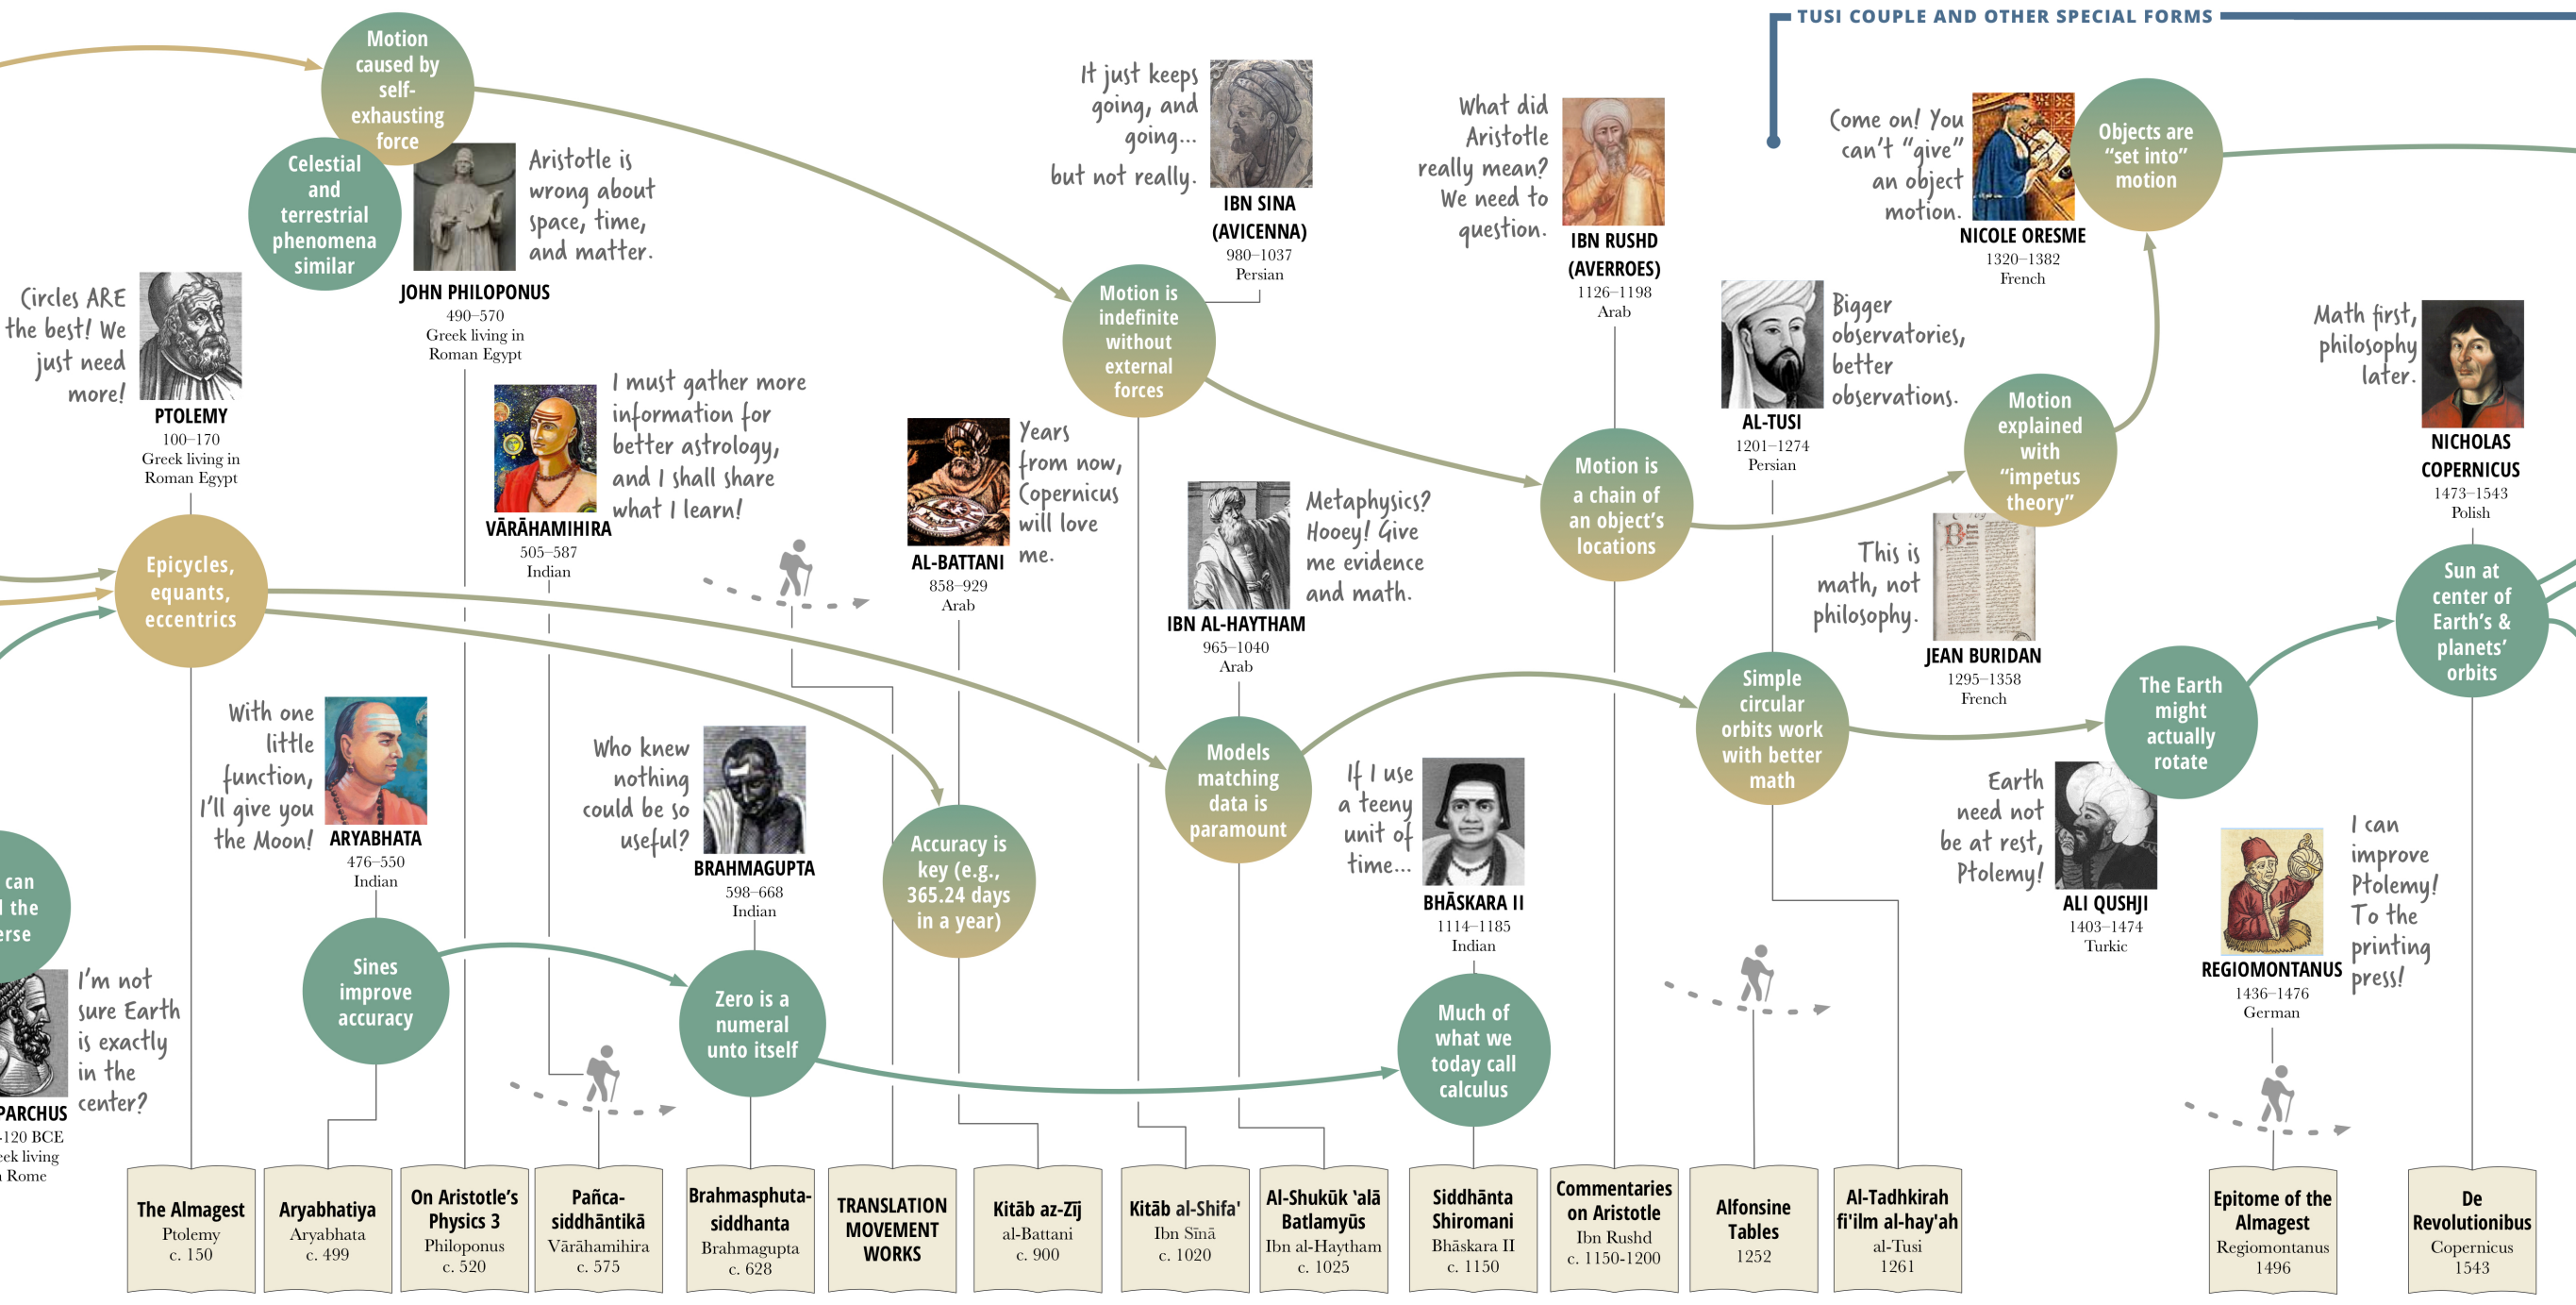 TUSI COUPLE AND OTHER SPECIAL FORMS
Motion
caused by
self-
exhausting
force
Celestial
and
terrestrial
phenomena
similar
Aristotle is
wrong about
space, time,
and matter.
JOHN PHILOPONUS
490–570
Greek living in
Roman Egypt
Circles ARE
the best! We
just need
more!
PTOLEMY
100–170
Greek living in
Roman Egypt
Epicycles,
equants,
eccentrics
I must gather more
information for
better astrology,
and I shall share
what I learn!
VĀRĀHAMIHIRA
505–587
Indian
It just keeps
going, and
going...
but not really.
IBN SINA
(AVICENNA)
980–1037
Persian
Motion is
indefinite
without
external
forces
What did
Aristotle
really mean?
We need to
question.
IBN RUSHD
(AVERROES)
1126–1198
Arab
Motion is
a chain of
an object’s
locations
Come on! You
can’t “give”
an object
motion.
NICOLE ORESME
1320–1382
French
Objects are
“set into”
motion
Bigger
observatories,
better
observations.
AL-TUSI
1201–1274
Persian
Motion
explained
with
“impetus
theory”
This is
math, not
philosophy.
JEAN BURIDAN
1295–1358
French
Math first,
philosophy
later.
NICHOLAS
COPERNICUS
1473–1543
Polish
Sun at
center of
Earth’s &
planets’
orbits
Years
from now,
Copernicus
will love
me.
AL-BATTANI
858–929
Arab
Accuracy is
key (e.g.,
365.24 days
in a year)
Metaphysics?
Hooey! Give
me evidence
and math.
IBN AL-HAYTHAM
965–1040
Arab
Models
matching
data is
paramount
Simple
circular
orbits work
with better
math
The Earth
might
actually
rotate
Earth
need not
be at rest,
Ptolemy!
ALI QUSHJI
1403–1474
Turkic
I can
improve
Ptolemy!
To the
printing
press!
REGIOMONTANUS
1436–1476
German
With one
little
function,
I’ll give you
the Moon!
ARYABHATA
476–550
Indian
Sines
improve
accuracy
Who knew
nothing
could be so
useful?
BRAHMAGUPTA
598–668
Indian
Zero is a
numeral
unto itself
If I use
a teeny
unit of
time...
BHĀSKARA II
1114–1185
Indian
Much of
what we
today call
calculus
can
the
erse
I’m not
sure Earth
is exactly
in the
center?
PARCHUS
-120 BCE
eek living
Rome
The Almagest
Ptolemy
c. 150
Aryabhatiya
Aryabhata
c. 499
On Aristotle’s
Physics 3
Philoponus
c. 520
Pañca-
siddhāntikā
Vārāhamihira
c. 575
Brahmasphuta-
siddhanta
Brahmagupta
c. 628
TRANSLATION
MOVEMENT
WORKS
Kitāb az-Zīj
al-Battani
c. 900
Kitāb al-Shifa'
Ibn Sīnā
c. 1020
Al-Shukūk ‘alā
Batlamyūs
Ibn al-Haytham
c. 1025
Siddhānta
Shiromani
Bhāskara II
c. 1150
Commentaries
on Aristotle
Ibn Rushd
c. 1150-1200
Alfonsine
Tables
1252
Al-Tadhkirah
fi'ilm al-hay'ah
al-Tusi
1261
Epitome of the
Almagest
Regiomontanus
1496
De
Revolutionibus
Copernicus
1543